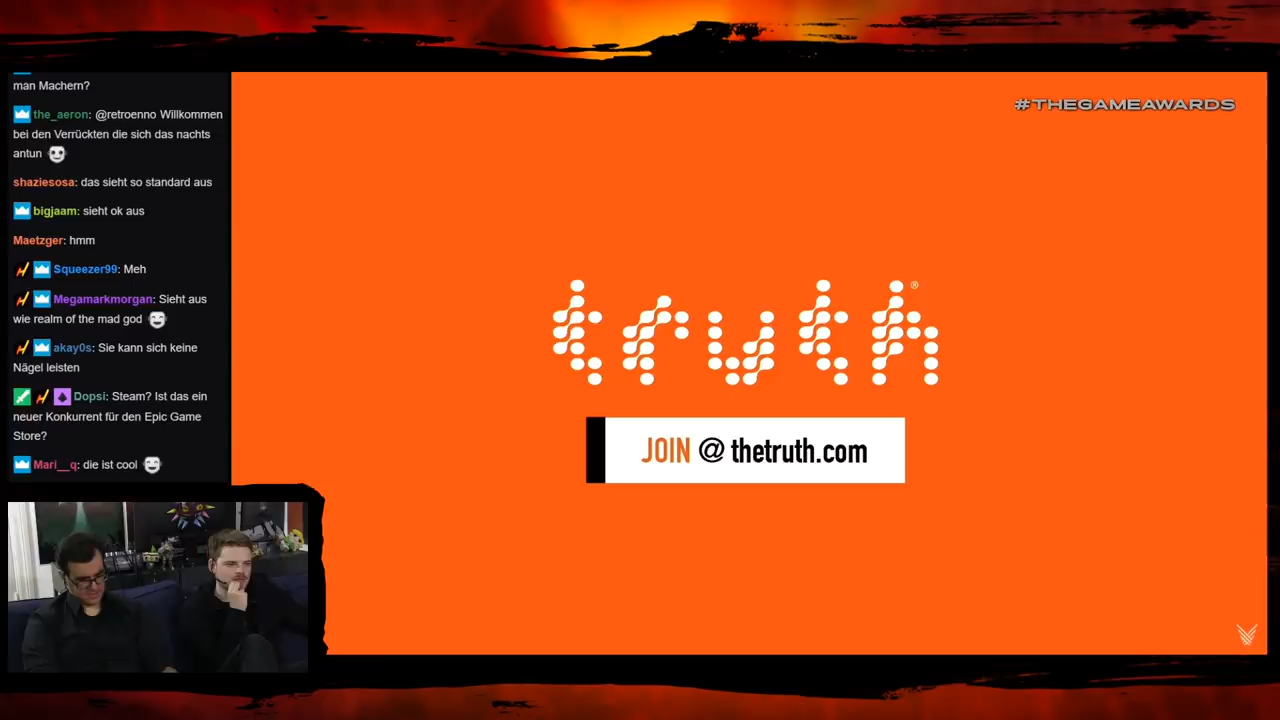 man Machern?
the_aeron: @retroenno Willkommen
bei den Verrückten die sich das nachts
antun
shaziesosa: das sieht so standard aus
bigjaam: sieht ok aus
Maetzger: hmm
Squeezer99: Meh
Megamarkmorgan: Sieht aus
wie realm of the mad god
akay0s: Sie kann sich keine
Nägel leisten
Dopsi: Steam? Ist das ein
neuer Konkurrent für den Epic Game
Store?
Mari__q: die ist cool
#THEGAMEAWARDS
truth®
JOIN @ thetruth.com